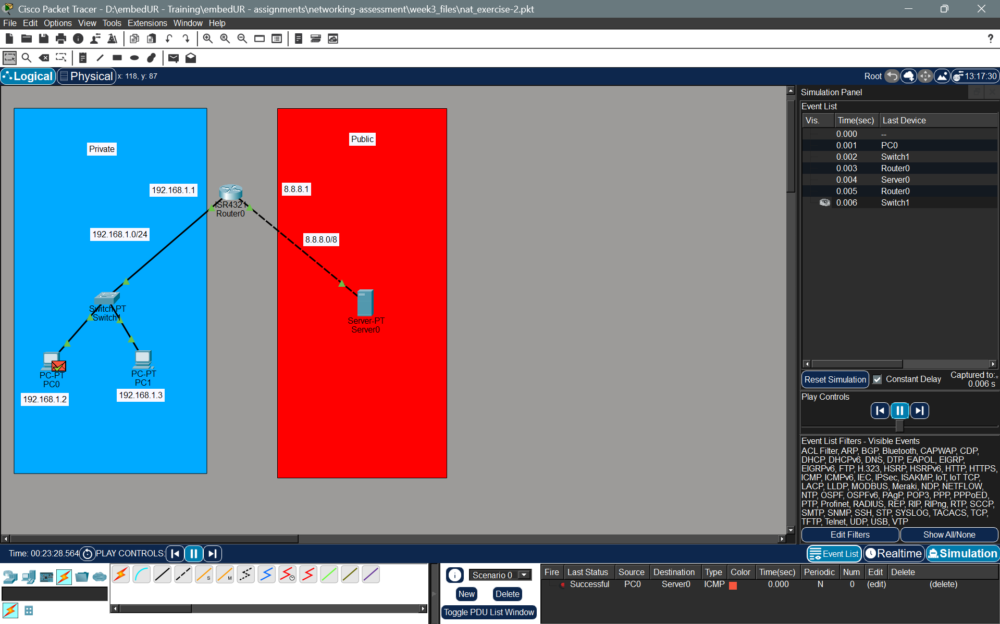 Cisco Packet Tracer - D:\embedUR - Training\embedUR - assignments\networking-assessment\week3_files\nat_exercise-2.pkt
File Edit Options View Tools Extensions Window Help
?
Logical Physical x: 118, y: 87 Root 13:17:30
Private
Public
192.168.1.1
8.8.8.1
ISR4321
Router0
192.168.1.0/24
8.8.8.0/8
Switch-PT
Switch1
Server-PT
Server0
PC-PT
PC0
PC-PT
PC1
192.168.1.2
192.168.1.3
Simulation Panel
Event List
Vis. Time(sec) Last Device
0.000 --
0.001 PC0
0.002 Switch1
0.003 Router0
0.004 Server0
0.005 Router0
0.006 Switch1
Reset Simulation Constant Delay Captured to:*
0.006 s
Play Controls
Event List Filters - Visible Events
ACL Filter, ARP, BGP, Bluetooth, CAPWAP, CDP,
DHCP, DHCPv6, DNS, DTP, EAPOL, EIGRP,
EIGRPv6, FTP, H.323, HSRP, HSRPv6, HTTP, HTTPS,
ICMP, ICMPv6, IEC, IPSec, ISAKMP, IoT, IoT TCP,
LACP, LLDP, MODBUS, Meraki, NDP, NETFLOW,
NTP, OSPF, OSPFv6, PAgP, POP3, PPP, PPPoED,
PTP, Profinet, RADIUS, REP, RIP, RIPng, RTP, SCCP,
SMTP, SNMP, SSH, STP, SYSLOG, TACACS, TCP,
TFTP, Telnet, UDP, USB, VTP
Edit Filters Show All/None
Time: 00:23:28.564 PLAY CONTROLS: Event List Realtime Simulation
S M
Scenario 0
New Delete
Toggle PDU List Window
Fire Last Status Source Destination Type Color Time(sec) Periodic Num Edit Delete
Successful PC0 Server0 ICMP 0.000 N 0 (edit) (delete)